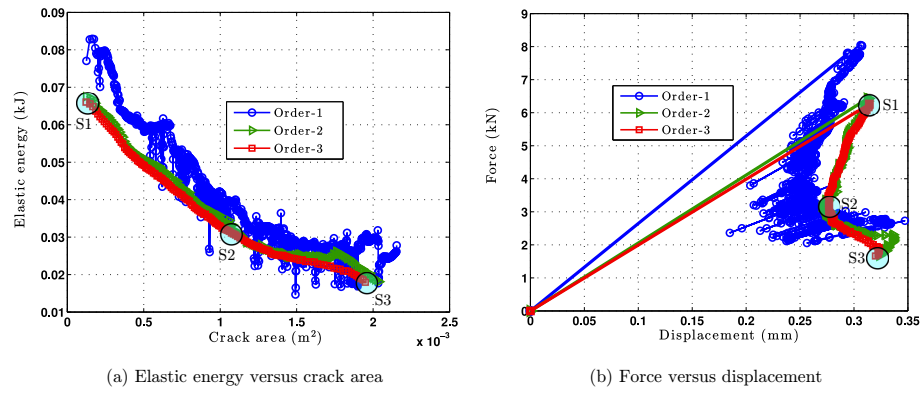 0.09
0.08
0.07
0.06
0.05
0.04
0.03
0.02
0.01
Elastic energy (kJ)
Order-1
Order-2
Order-3
S1
S2
S3
0 0.5 1 1.5 2 2.5
Crack area (m²)
x 10⁻³
(a) Elastic energy versus crack area
9
8
7
6
5
4
3
2
1
0
Force (kN)
Order-1
Order-2
Order-3
S1
S2
S3
0 0.05 0.1 0.15 0.2 0.25 0.3 0.35
Displacement (mm)
(b) Force versus displacement